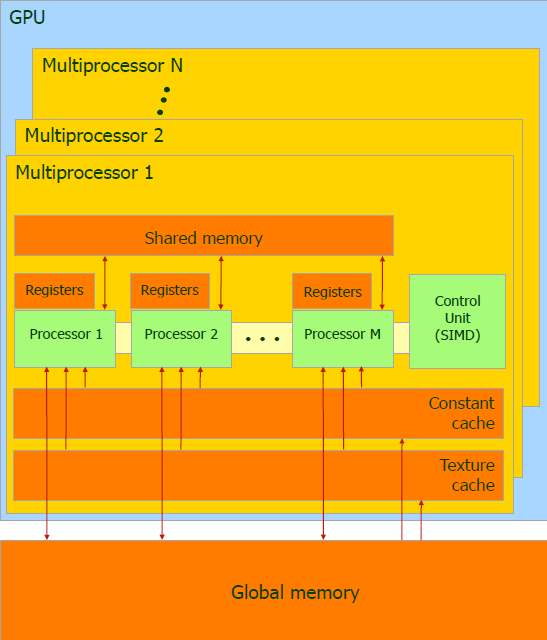 GPU
Multiprocessor N
Multiprocessor 2
Multiprocessor 1
Shared memory
Registers
Registers
Registers
Processor 1
Processor 2
. . .
Processor M
Control
Unit
(SIMD)
Constant
cache
Texture
cache
Global memory